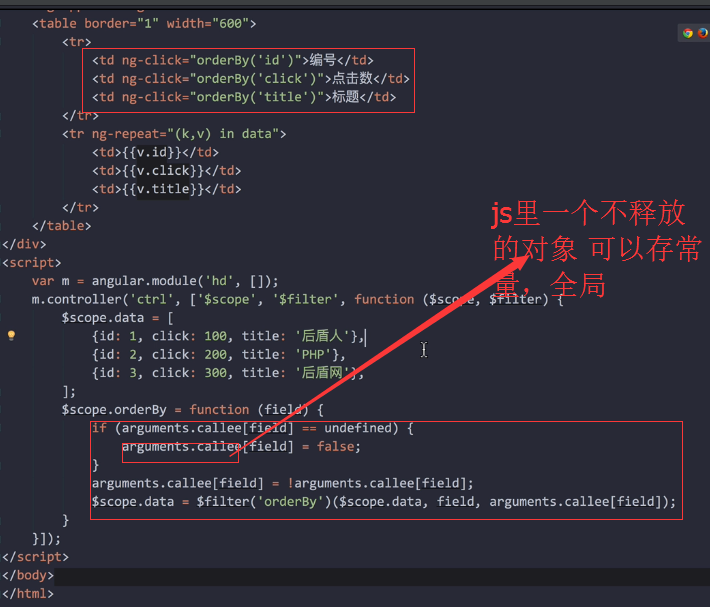 <table border="1" width="600">
<tr>
<td ng-click="orderBy('id')">编号</td>
<td ng-click="orderBy('click')">点击数</td>
<td ng-click="orderBy('title')">标题</td>
</tr>
<tr ng-repeat="(k,v) in data">
<td>{{v.id}}</td>
<td>{{v.click}}</td>
<td>{{v.title}}</td>
</tr>
</table>
</div>
<script>
var m = angular.module('hd', []);
m.controller('ctrl', ['$scope', '$filter', function ($scope, $filter) {
$scope.data = [
{id: 1, click: 100, title: '后盾人'},
{id: 2, click: 200, title: 'PHP'},
{id: 3, click: 300, title: '后盾网'},
];
$scope.orderBy = function (field) {
if (arguments.callee[field] == undefined) {
arguments.callee[field] = false;
}
arguments.callee[field] = !arguments.callee[field];
$scope.data = $filter('orderBy')($scope.data, field, arguments.callee[field]);
}
}]);
</script>
</body>
</html>
js里一个不释放
的对象 可以存常
量，全局